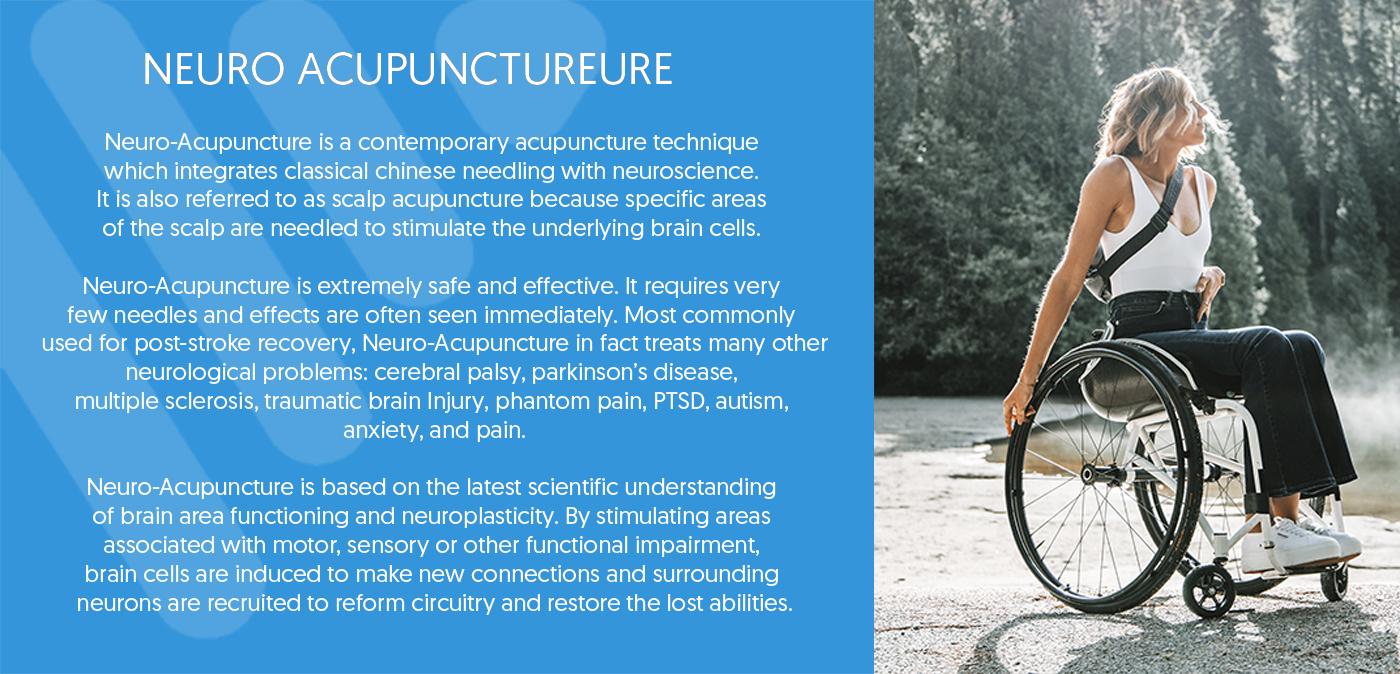 NEURO ACUPUNCTUREURE
Neuro-Acupuncture is a contemporary acupuncture technique
which integrates classical chinese needling with neuroscience.
It is also referred to as scalp acupuncture because specific areas
of the scalp are needled to stimulate the underlying brain cells.
Neuro-Acupuncture is extremely safe and effective. It requires very
few needles and effects are often seen immediately. Most commonly
used for post-stroke recovery, Neuro-Acupuncture in fact treats many other
neurological problems: cerebral palsy, parkinson’s disease,
multiple sclerosis, traumatic brain Injury, phantom pain, PTSD, autism,
anxiety, and pain.
Neuro-Acupuncture is based on the latest scientific understanding
of brain area functioning and neuroplasticity. By stimulating areas
associated with motor, sensory or other functional impairment,
brain cells are induced to make new connections and surrounding
neurons are recruited to reform circuitry and restore the lost abilities.